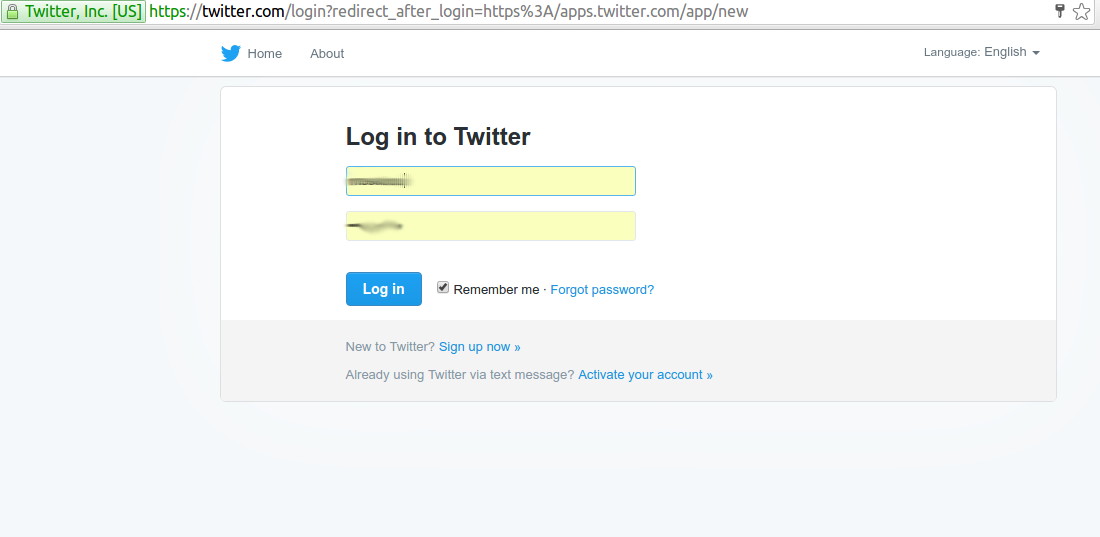 Twitter, Inc. [US] https://twitter.com/login?redirect_after_login=https%3A/apps.twitter.com/app/new
Home About Language: English
Log in to Twitter
Log in Remember me · Forgot password?
New to Twitter? Sign up now »
Already using Twitter via text message? Activate your account »